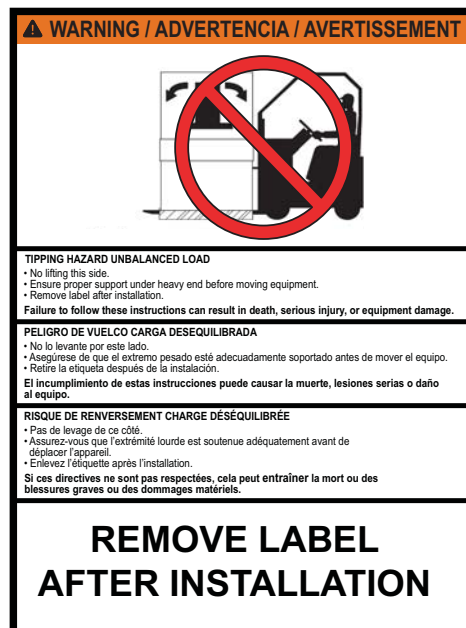 WARNING / ADVERTENCIA / AVERTISSEMENT
TIPPING HAZARD UNBALANCED LOAD
• No lifting this side.
• Ensure proper support under heavy end before moving equipment.
• Remove label after installation.
Failure to follow these instructions can result in death, serious injury, or equipment damage.
PELIGRO DE VUELCO CARGA DESEQUILIBRADA
• No lo levante por este lado.
• Asegúrese de que el extremo pesado esté adecuadamente soportado antes de mover el equipo.
• Retire la etiqueta después de la instalación.
El incumplimiento de estas instrucciones puede causar la muerte, lesiones serias o daño
al equipo.
RISQUE DE RENVERSEMENT CHARGE DÉSÉQUILIBRÉE
• Pas de levage de ce côté.
• Assurez-vous que l'extrémité lourde est soutenue adéquatement avant de
déplacer l'appareil.
• Enlevez l'étiquette après l'installation.
Si ces directives ne sont pas respectées, cela peut entraîner la mort ou des
blessures graves ou des dommages matériels.
REMOVE LABEL
AFTER INSTALLATION